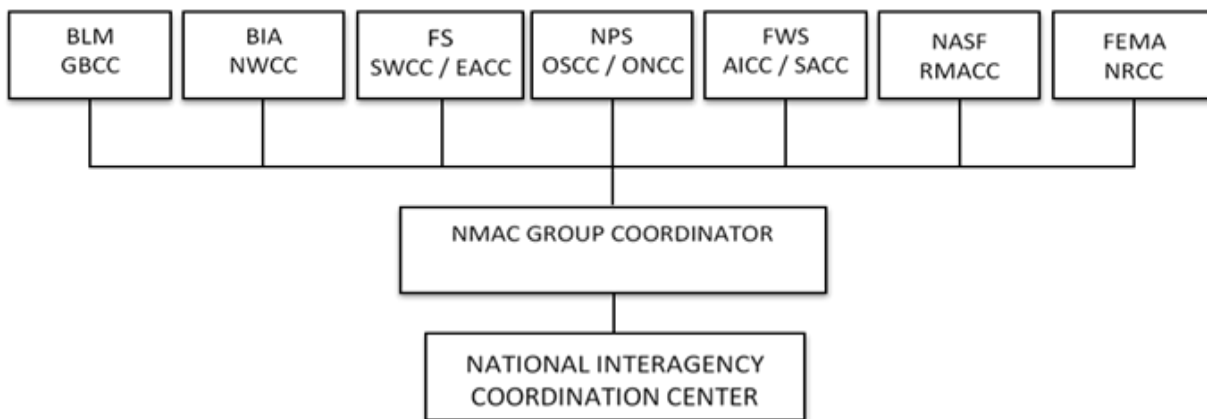 BLM
GBCC
BIA
NWCC
FS
SWCC / EACC
NPS
OSCC / ONCC
FWS
AICC / SACC
NASF
RMACC
FEMA
NRCC
NMAC GROUP COORDINATOR
NATIONAL INTERAGENCY
COORDINATION CENTER